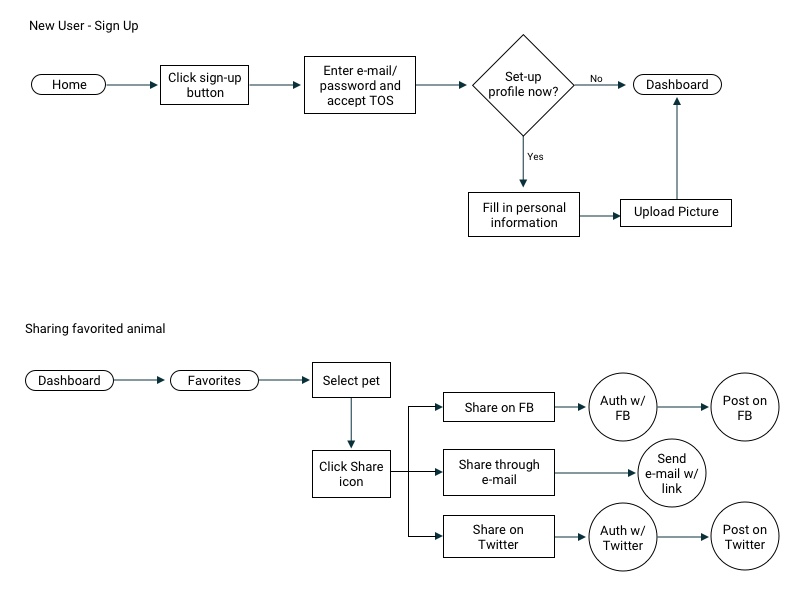 New User - Sign Up
Home
Click sign-up
button
Enter e-mail/
password and
accept TOS
Set-up
profile now?
No
Dashboard
Yes
Fill in personal
information
Upload Picture
Sharing favorited animal
Dashboard
Favorites
Select pet
Click Share
icon
Share on FB
Auth w/
FB
Post on
FB
Share through
e-mail
Send
e-mail w/
link
Share on
Twitter
Auth w/
Twitter
Post on
Twitter